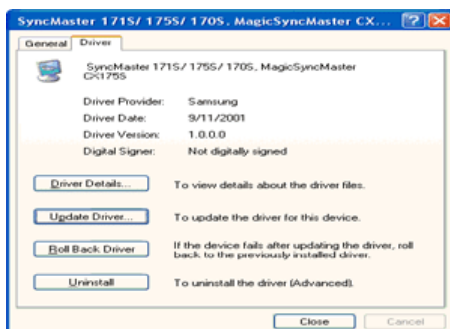 SyncMaster 171S/ 175S/ 170S, MagicSyncMaster CX...
General Driver
SyncMaster 171S/ 175S/ 170S, MagicSyncMaster
CX175S
Driver Provider: Samsung
Driver Date: 9/11/2001
Driver Version: 1.0.0.0
Digital Signer: Not digitally signed
Driver Details... To view details about the driver files.
Update Driver... To update the driver for this device.
Roll Back Driver If the device fails after updating the driver, roll
back to the previously installed driver.
Uninstall To uninstall the driver (Advanced).
Close Cancel